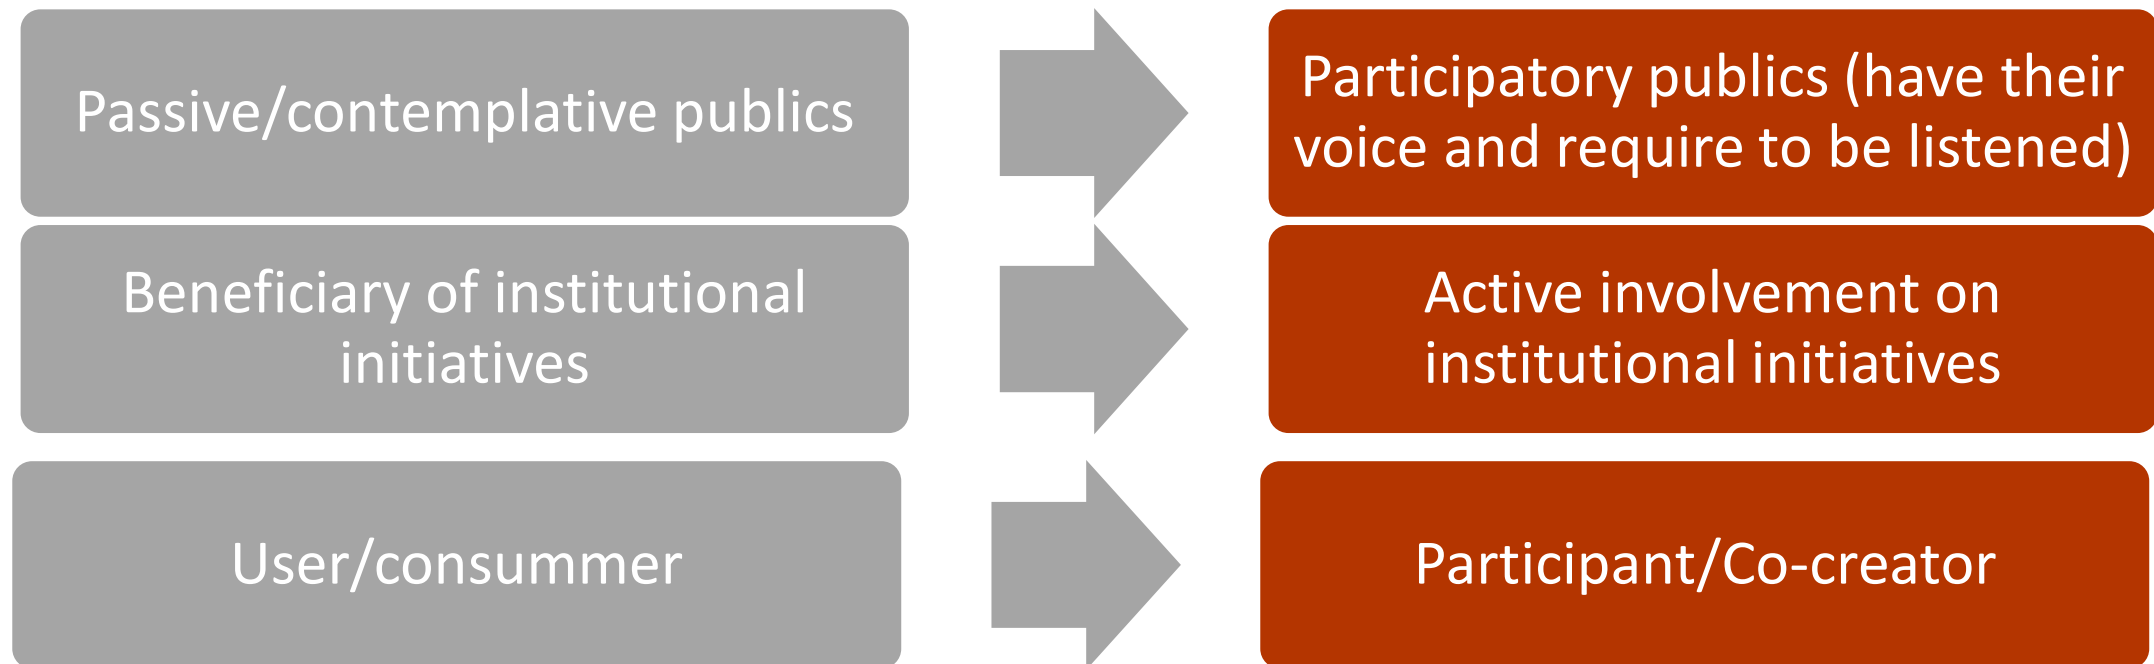 Passive/contemplative publics
Participatory publics (have their
voice and require to be listened)
Beneficiary of institutional
initiatives
Active involvement on
institutional initiatives
User/consummer
Participant/Co-creator